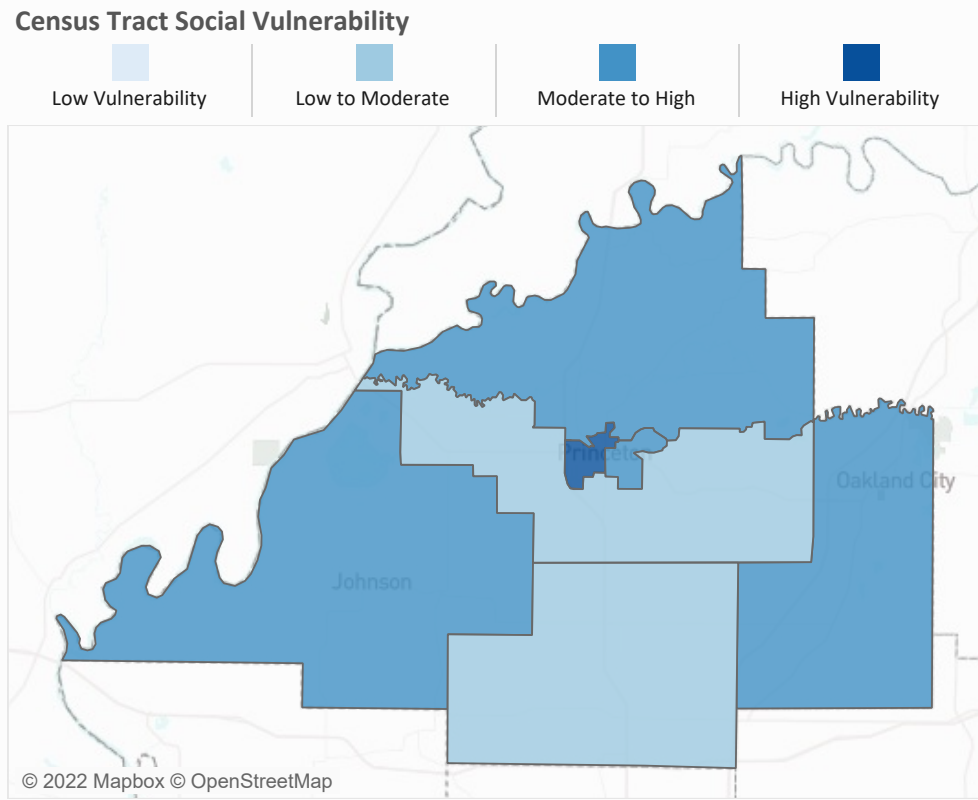 Census Tract Social Vulnerability
Low Vulnerability
Low to Moderate
Moderate to High
High Vulnerability
Princeton
Oakland City
Johnson
© 2022 Mapbox © OpenStreetMap